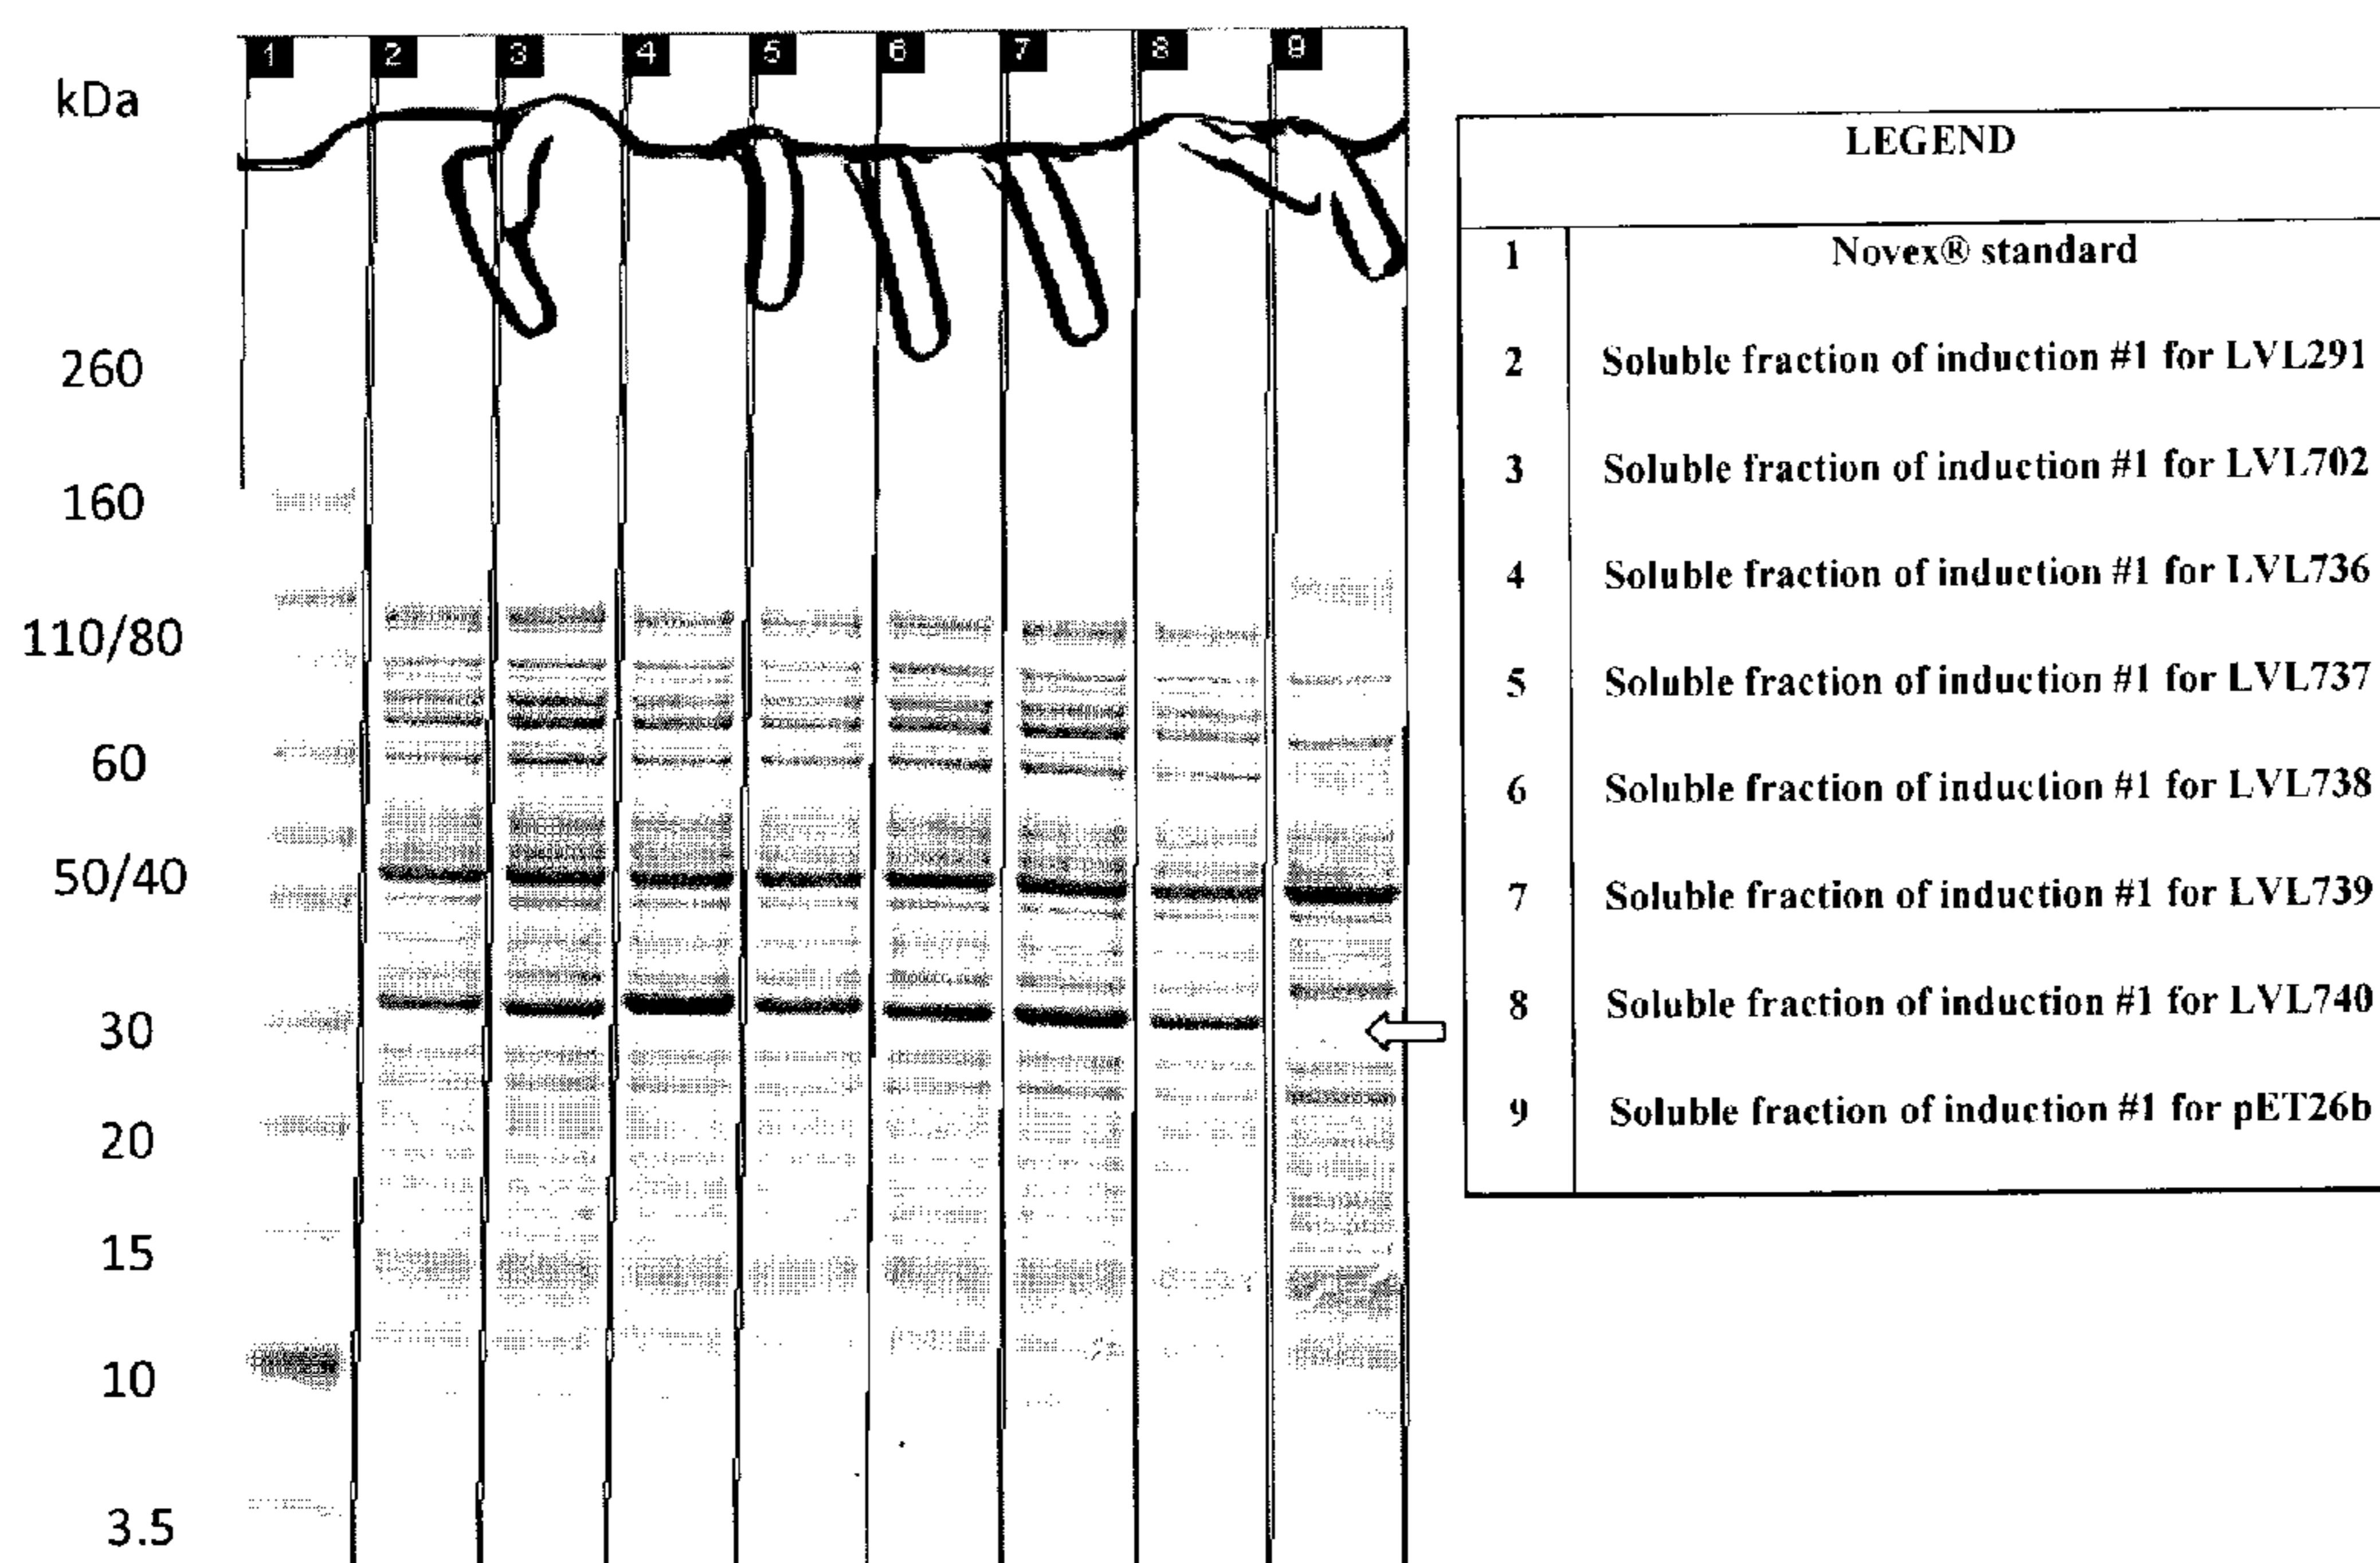 1 2 3 4 5 6 7 8 9
kDa
260
160
110/80
60
50/40
30
20
15
10
3.5
LEGEND
1 Novex® standard
2 Soluble fraction of induction #1 for LVL291
3 Soluble fraction of induction #1 for LVL702
4 Soluble fraction of induction #1 for LVL736
5 Soluble fraction of induction #1 for LVL737
6 Soluble fraction of induction #1 for LVL738
7 Soluble fraction of induction #1 for LVL739
8 Soluble fraction of induction #1 for LVL740
9 Soluble fraction of induction #1 for pET26b